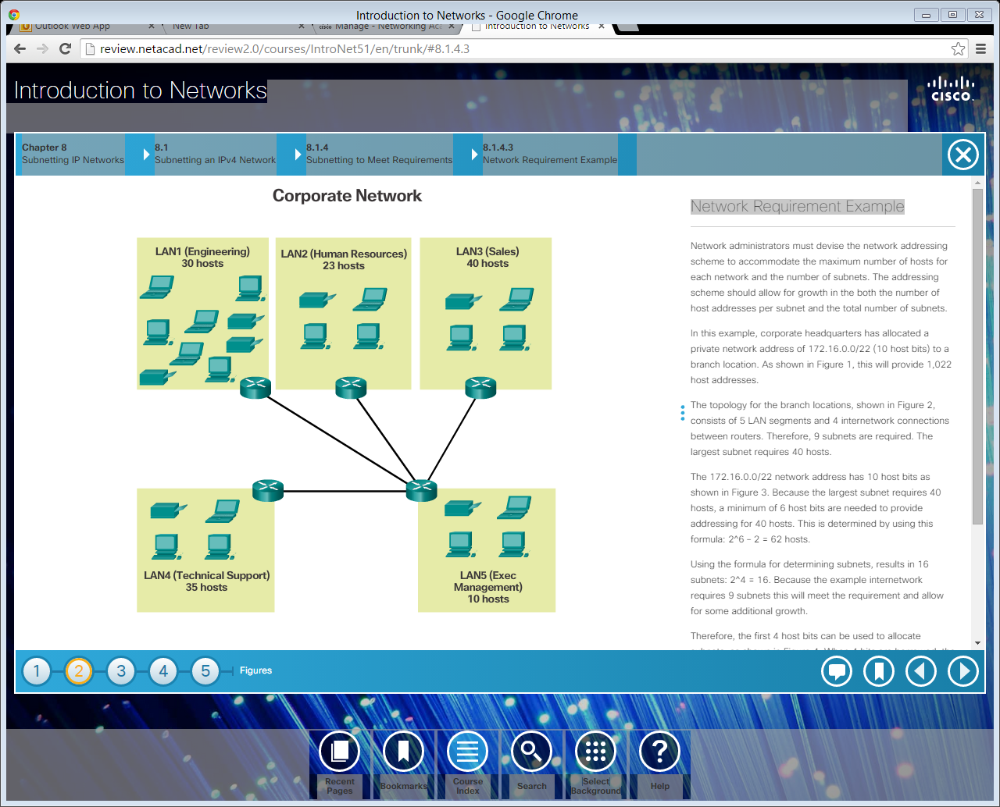 Introduction to Networks - Google Chrome
Outlook Web App
New Tab
Manage - Networking Aca
Introduction to Networks
review.netacad.net/review2.0/courses/IntroNet51/en/trunk/#8.1.4.3
Introduction to Networks
CISCO.
Chapter 8
Subnetting IP Networks
8.1
Subnetting an IPv4 Network
8.1.4
Subnetting to Meet Requirements
8.1.4.3
Network Requirement Example
Corporate Network
LAN1 (Engineering)
30 hosts
LAN2 (Human Resources)
23 hosts
LAN3 (Sales)
40 hosts
LAN4 (Technical Support)
35 hosts
LAN5 (Exec
Management)
10 hosts
Network Requirement Example
Network administrators must devise the network addressing
scheme to accommodate the maximum number of hosts for
each network and the number of subnets. The addressing
scheme should allow for growth in the both the number of
host addresses per subnet and the total number of subnets.
In this example, corporate headquarters has allocated a
private network address of 172.16.0.0/22 (10 host bits) to a
branch location. As shown in Figure 1, this will provide 1,022
host addresses.
The topology for the branch locations, shown in Figure 2,
consists of 5 LAN segments and 4 internetwork connections
between routers. Therefore, 9 subnets are required. The
largest subnet requires 40 hosts.
The 172.16.0.0/22 network address has 10 host bits as
shown in Figure 3. Because the largest subnet requires 40
hosts, a minimum of 6 host bits are needed to provide
addressing for 40 hosts. This is determined by using this
formula: 2^6 – 2 = 62 hosts.
Using the formula for determining subnets, results in 16
subnets: 2^4 = 16. Because the example internetwork
requires 9 subnets this will meet the requirement and allow
for some additional growth.
Therefore, the first 4 host bits can be used to allocate
1 2 3 4 5 Figures
Recent
Pages
Bookmarks
Course
Index
Search
Select
Background
Help